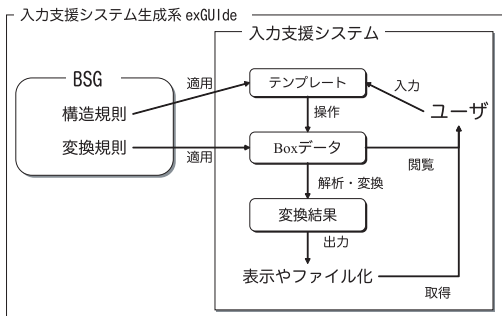 入力支援システム生成系 exGUIde
入力支援システム
BSG
構造規則
変換規則
適用
適用
テンプレート
入力
ユーザ
操作
Boxデータ
閲覧
解析・変換
変換結果
出力
表示やファイル化
取得